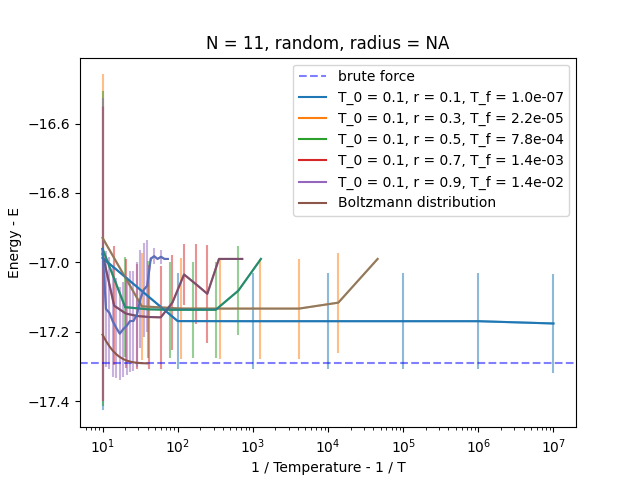 N = 11, random, radius = NA
brute force
T_0 = 0.1, r = 0.1, T_f = 1.0e-07
T_0 = 0.1, r = 0.3, T_f = 2.2e-05
T_0 = 0.1, r = 0.5, T_f = 7.8e-04
T_0 = 0.1, r = 0.7, T_f = 1.4e-03
T_0 = 0.1, r = 0.9, T_f = 1.4e-02
Boltzmann distribution
Energy - E
−16.6
−16.8
−17.0
−17.2
−17.4
10¹ 10² 10³ 10⁴ 10⁵ 10⁶ 10⁷
1 / Temperature - 1 / T